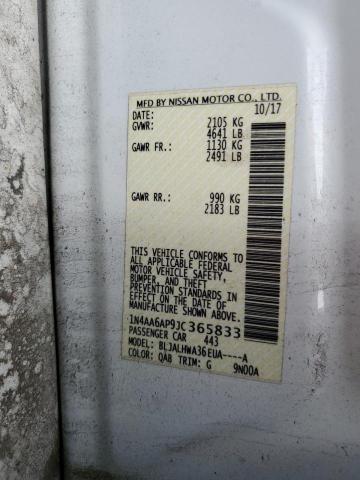 MFD BY NISSAN MOTOR CO., LTD.
DATE: 10/17
GVWR: 2105 KG
4641 LB
GAWR FR.: 1130 KG
2491 LB
GAWR RR.: 990 KG
2183 LB
THIS VEHICLE CONFORMS TO
ALL APPLICABLE FEDERAL
MOTOR VEHICLE SAFETY,
BUMPER, AND THEFT
PREVENTION STANDARDS
IN EFFECT ON THE DATE OF
MANUFACTURE SHOWN ABOVE.
1N4AA6AP9JC365833
PASSENGER CAR 443
MODEL: BLJALHWA36EUA----A
COLOR: QAB TRIM: G 9N00A